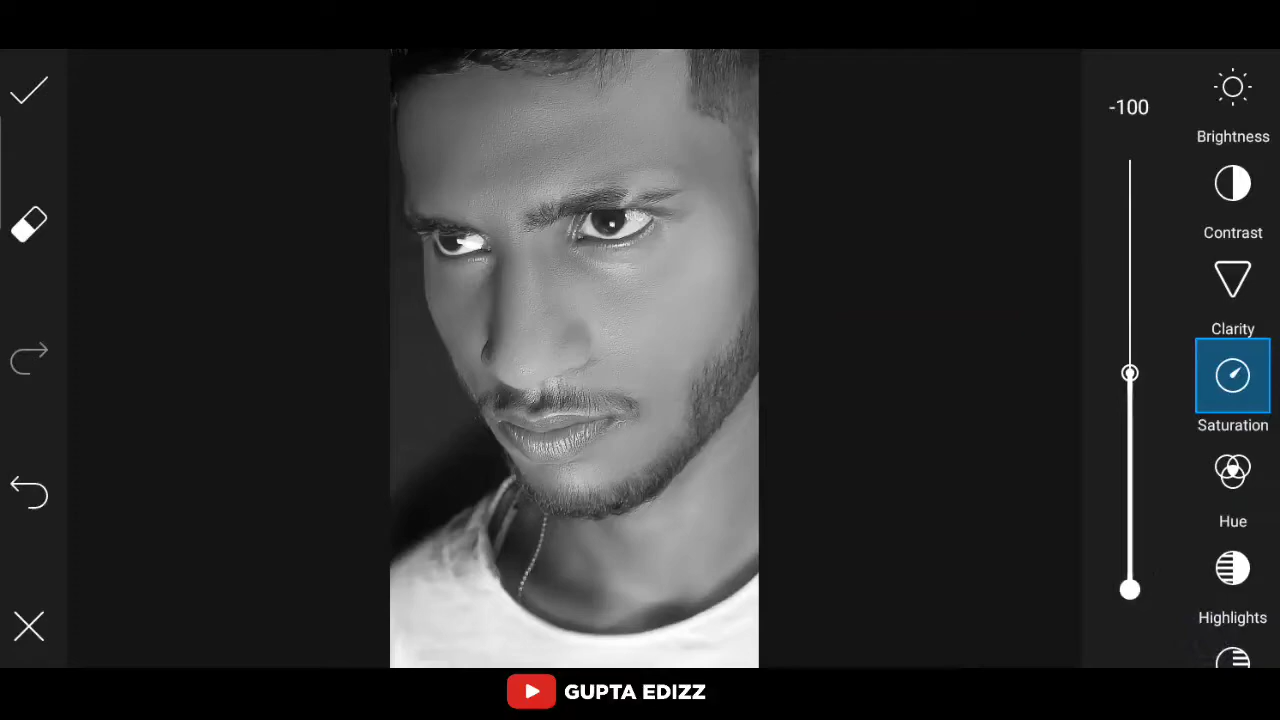 -100
Brightness
Contrast
Clarity
Saturation
Hue
Highlights
GUPTA EDIZZ